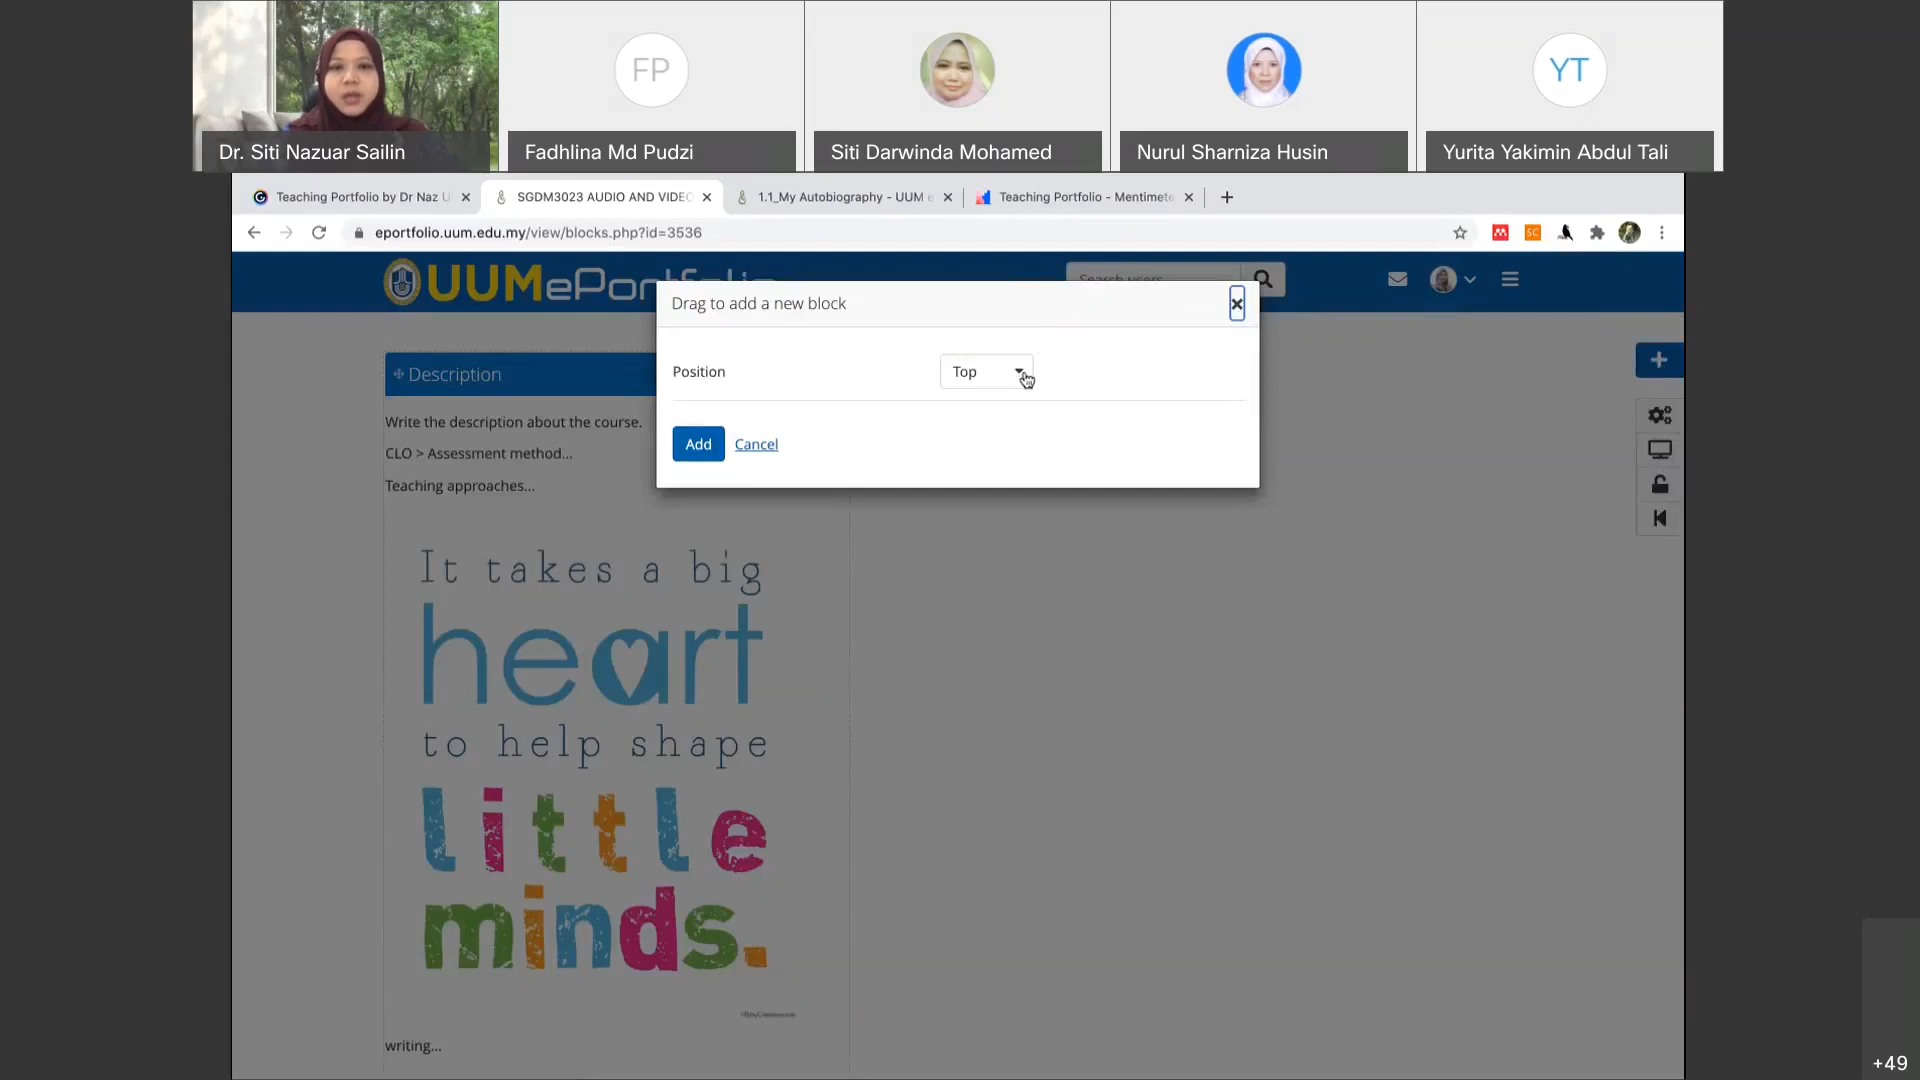 FP
YT
Dr. Siti Nazuar Sailin
Fadhlina Md Pudzi
Siti Darwinda Mohamed
Nurul Sharniza Husin
Yurita Yakimin Abdul Tali
Teaching Portfolio by Dr Naz U
SGDM3023 AUDIO AND VIDEO
1.1_My Autobiography - UUM e
Teaching Portfolio - Mentimete
eportfolio.uum.edu.my/view/blocks.php?id=3536
SC
UUMePortfolio
Search users
Drag to add a new block
Position
Top
Add
Cancel
Description
Write the description about the course.
CLO > Assessment method...
Teaching approaches...
It takes a big
heart
to help shape
little
minds.
writing...
+49